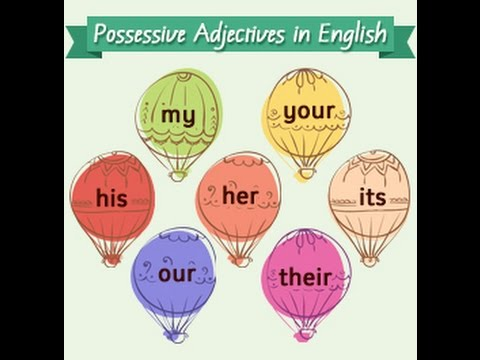 Possessive Adjectives in English
my
your
his
her
its
our
their